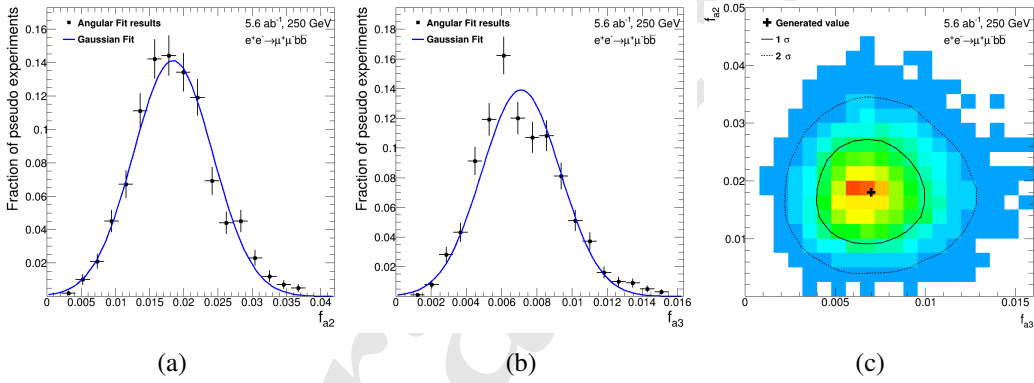 Angular Fit results
Gaussian Fit
5.6 ab⁻¹, 250 GeV
e⁺e⁻→μ⁺μ⁻bb̅
Fraction of pseudo experiments
0.16
0.14
0.12
0.1
0.08
0.06
0.04
0.02
0 0.005 0.01 0.015 0.02 0.025 0.03 0.035 0.04
f_a2
(a)
Angular Fit results
Gaussian Fit
5.6 ab⁻¹, 250 GeV
e⁺e⁻→μ⁺μ⁻bb̅
Fraction of pseudo experiments
0.16
0.14
0.12
0.1
0.08
0.06
0.04
0.02
0 0.002 0.004 0.006 0.008 0.01 0.012 0.014 0.016
f_a3
(b)
f_a2
0.05
0.04
0.03
0.02
0.01
Generated value
1 σ
2 σ
5.6 ab⁻¹, 250 GeV
e⁺e⁻→μ⁺μ⁻bb̅
0.005 0.01 0.015
f_a3
(c)